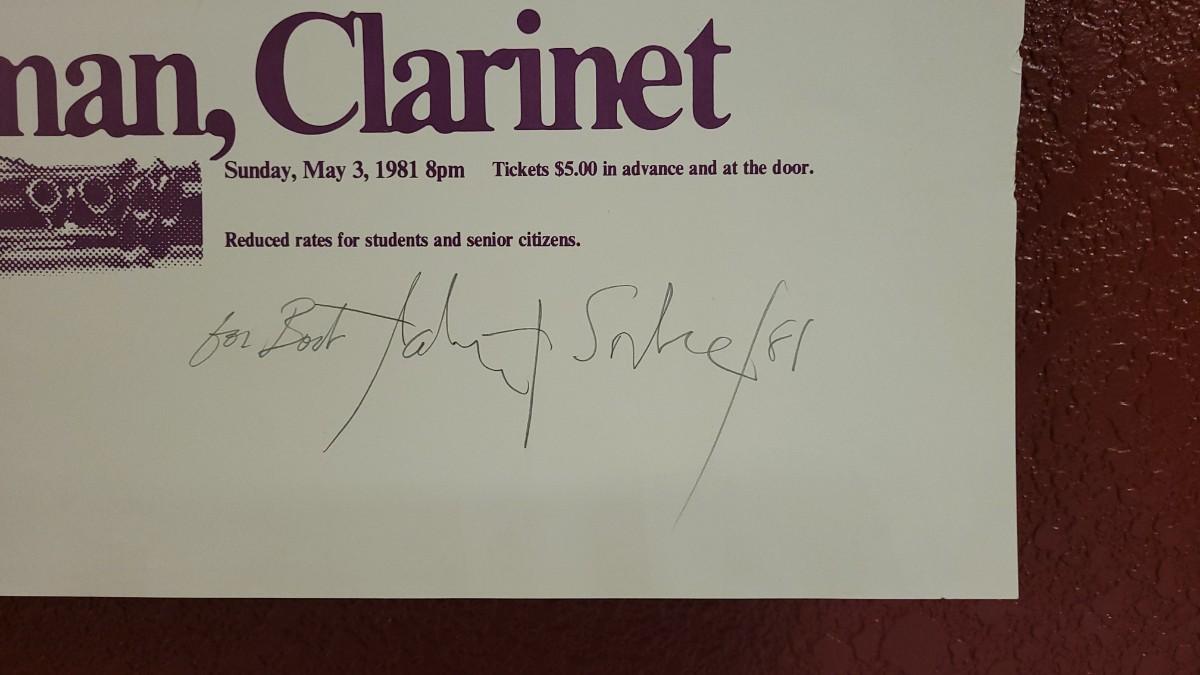 man, Clarinet
Sunday, May 3, 1981 8pm Tickets $5.00 in advance and at the door.
Reduced rates for students and senior citizens.
for /81